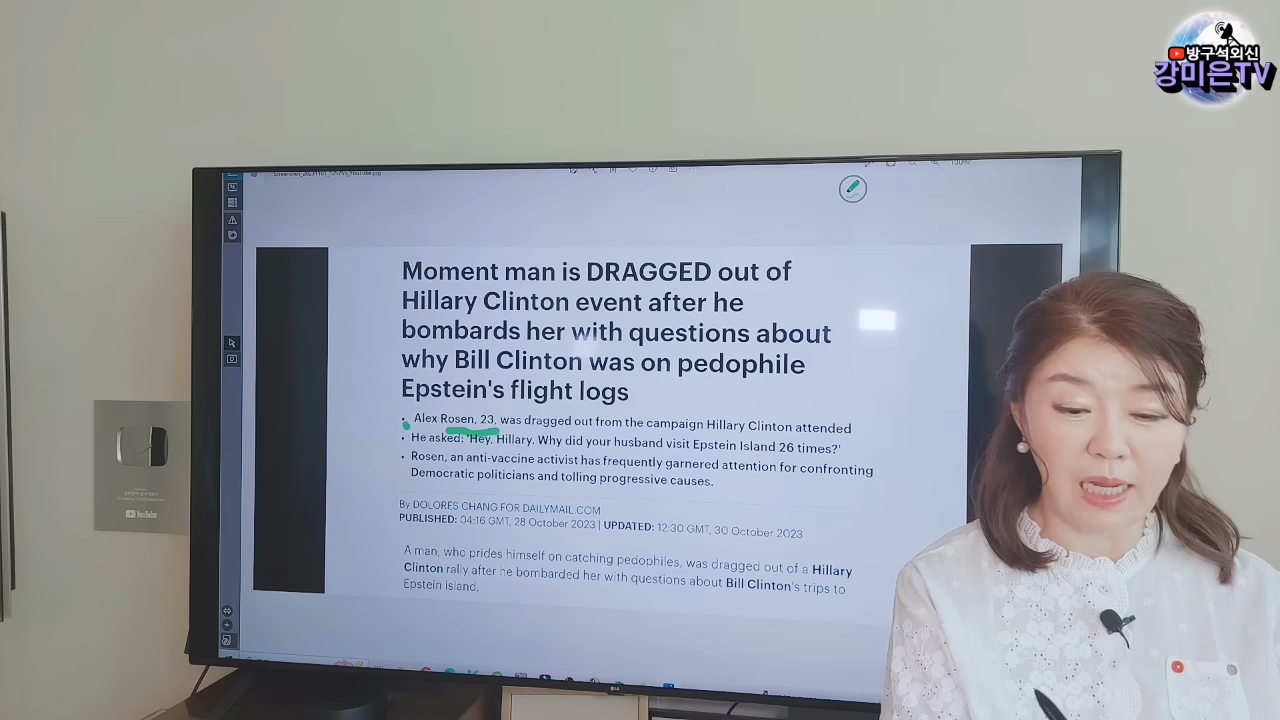 방구석외신
강미은TV
100%
Moment man is DRAGGED out of
Hillary Clinton event after he
bombards her with questions about
why Bill Clinton was on pedophile
Epstein's flight logs
• Alex Rosen, 23, was dragged out from the campaign Hillary Clinton attended
• He asked: 'Hey, Hillary. Why did your husband visit Epstein Island 26 times?'
• Rosen, an anti-vaccine activist has frequently garnered attention for confronting
Democratic politicians and tolling progressive causes.
By DOLORES CHANG FOR DAILYMAIL.COM
PUBLISHED: 04:16 GMT, 28 October 2023 | UPDATED: 12:30 GMT, 30 October 2023
A man, who prides himself on catching pedophiles, was dragged out of a Hillary
Clinton rally after he bombarded her with questions about Bill Clinton's trips to
Epstein island.
YouTube
LG